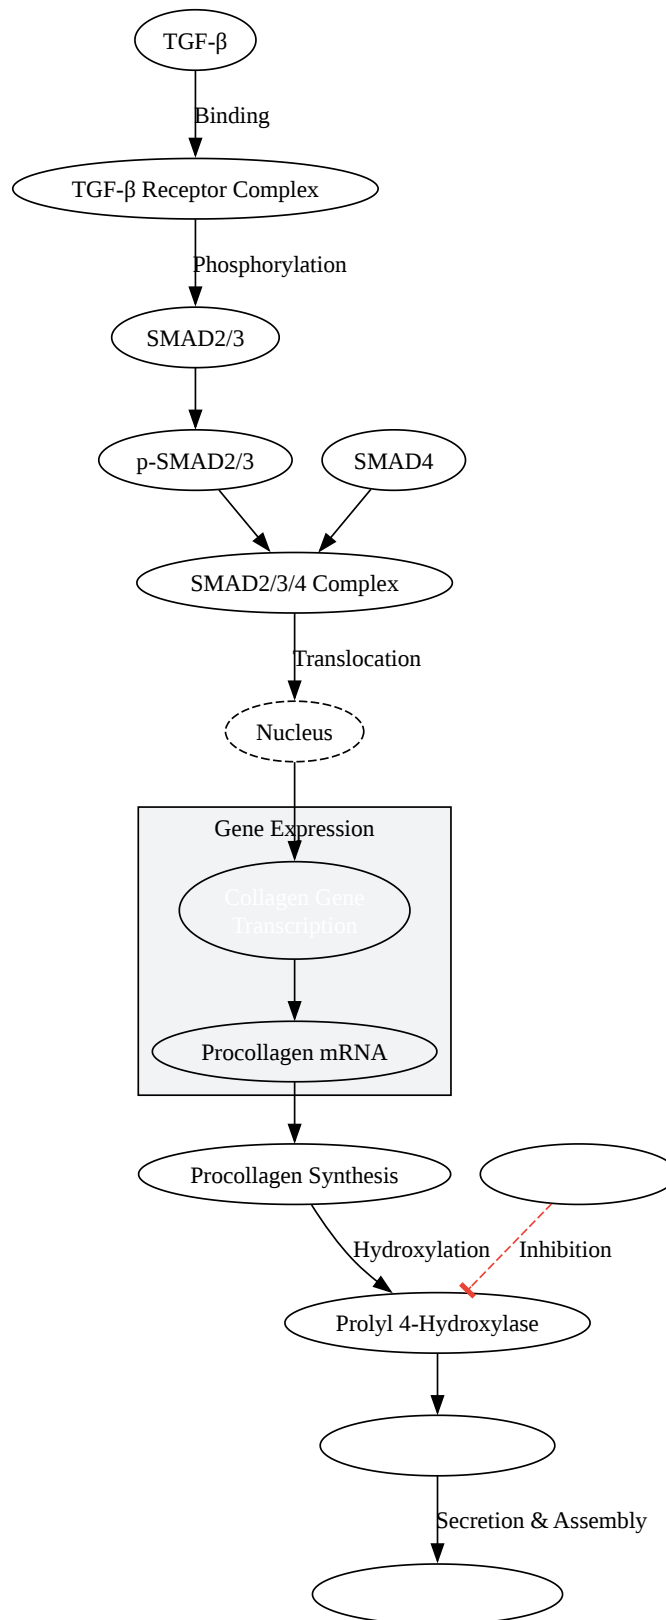 TGF-β
Binding
TGF-β Receptor Complex
Phosphorylation
SMAD2/3
p-SMAD2/3
SMAD4
SMAD2/3/4 Complex
Translocation
Nucleus
Gene Expression
Collagen Gene
Transcription
Procollagen mRNA
Procollagen Synthesis
Hydroxylation
Inhibition
Prolyl 4-Hydroxylase
Secretion & Assembly